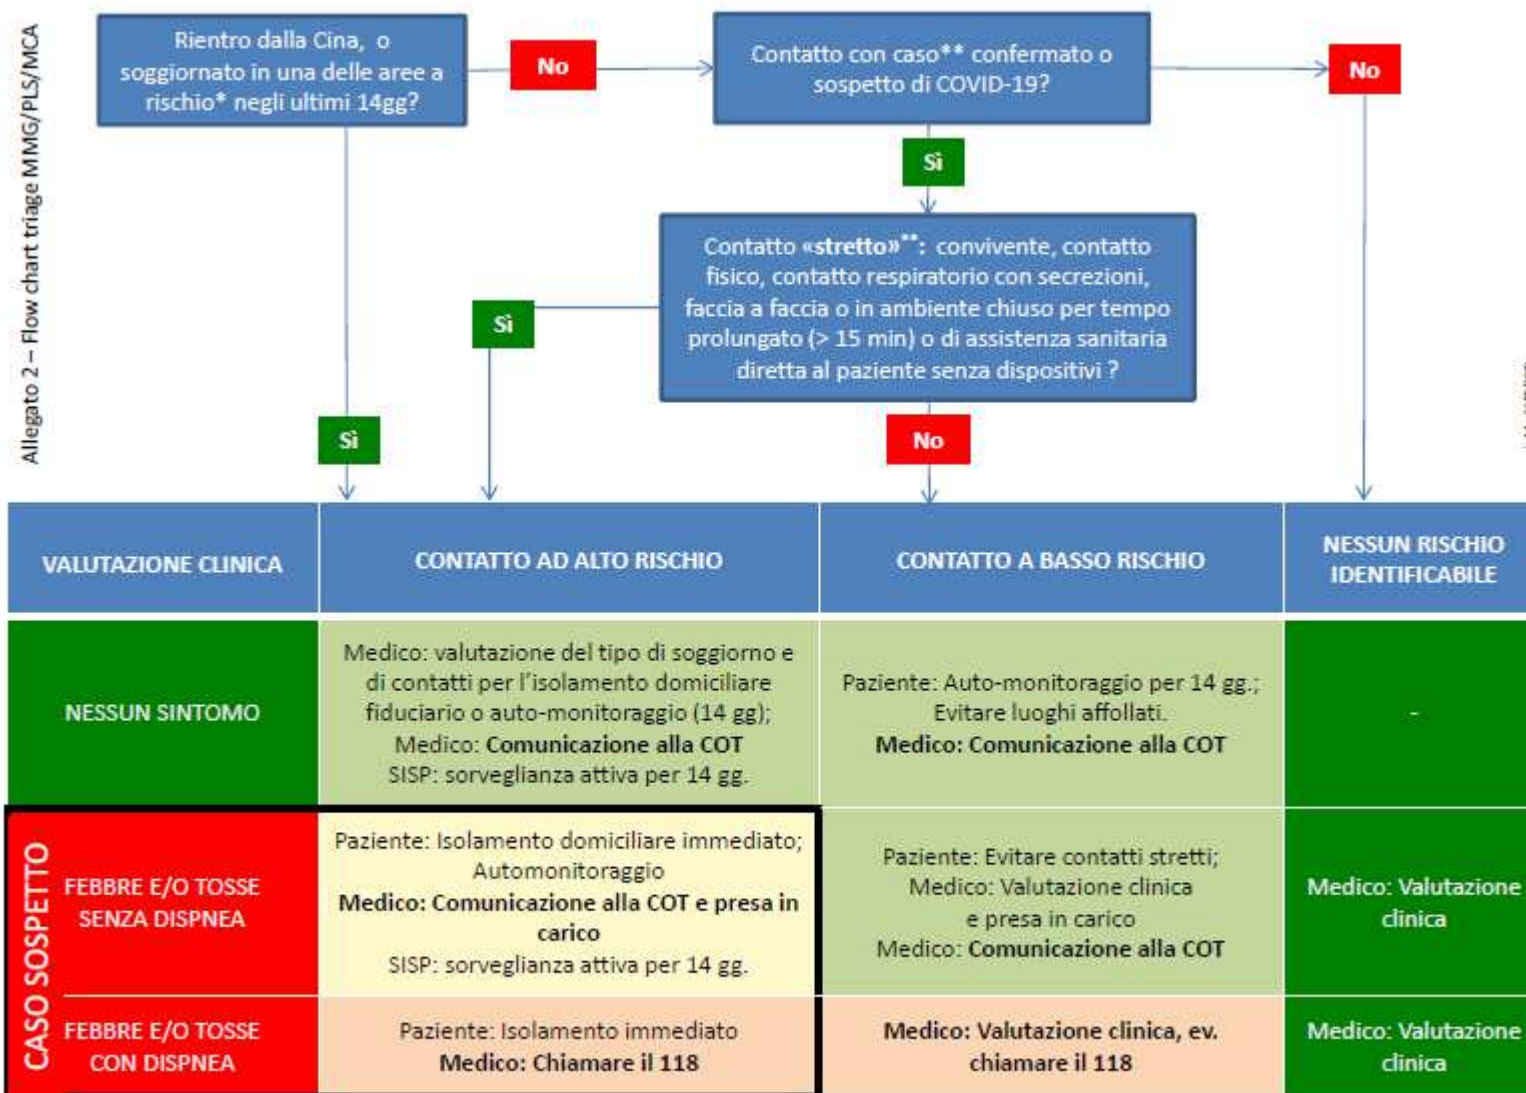 Allegato 2 – Flow chart triage MMG/PLS/MCA
Rientro dalla Cina, o
soggiornato in una delle aree a
rischio* negli ultimi 14gg?
No
Contatto con caso** confermato o
sospetto di COVID-19?
No
Sì
Contatto «stretto»**: convivente, contatto
fisico, contatto respiratorio con secrezioni,
faccia a faccia o in ambiente chiuso per tempo
prolungato (> 15 min) o di assistenza sanitaria
diretta al paziente senza dispositivi ?
Sì
Sì
No
VALUTAZIONE CLINICA
CONTATTO AD ALTO RISCHIO
CONTATTO A BASSO RISCHIO
NESSUN RISCHIO
IDENTIFICABILE
NESSUN SINTOMO
Medico: valutazione del tipo di soggiorno e
di contatti per l'isolamento domiciliare
fiduciario o auto-monitoraggio (14 gg);
Medico: Comunicazione alla COT
SISP: sorveglianza attiva per 14 gg.
Paziente: Auto-monitoraggio per 14 gg.;
Evitare luoghi affollati.
Medico: Comunicazione alla COT
-
CASO SOSPETTO
FEBBRE E/O TOSSE
SENZA DISPNEA
Paziente: Isolamento domiciliare immediato;
Automonitoraggio
Medico: Comunicazione alla COT e presa in
carico
SISP: sorveglianza attiva per 14 gg.
Paziente: Evitare contatti stretti;
Medico: Valutazione clinica
e presa in carico
Medico: Comunicazione alla COT
Medico: Valutazione
clinica
FEBBRE E/O TOSSE
CON DISPNEA
Paziente: Isolamento immediato
Medico: Chiamare il 118
Medico: Valutazione clinica, ev.
chiamare il 118
Medico: Valutazione
clinica